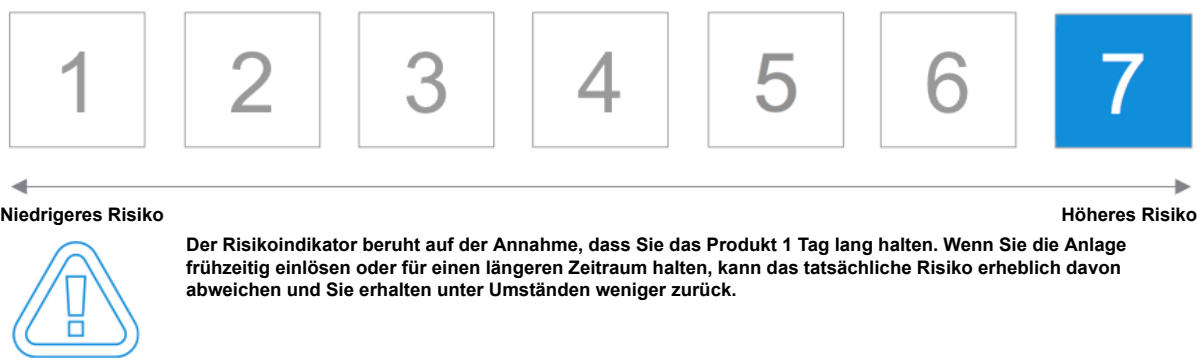 1 2 3 4 5 6 7
Niedrigeres Risiko Höheres Risiko
Der Risikoindikator beruht auf der Annahme, dass Sie das Produkt 1 Tag lang halten. Wenn Sie die Anlage
frühzeitig einlösen oder für einen längeren Zeitraum halten, kann das tatsächliche Risiko erheblich davon
abweichen und Sie erhalten unter Umständen weniger zurück.